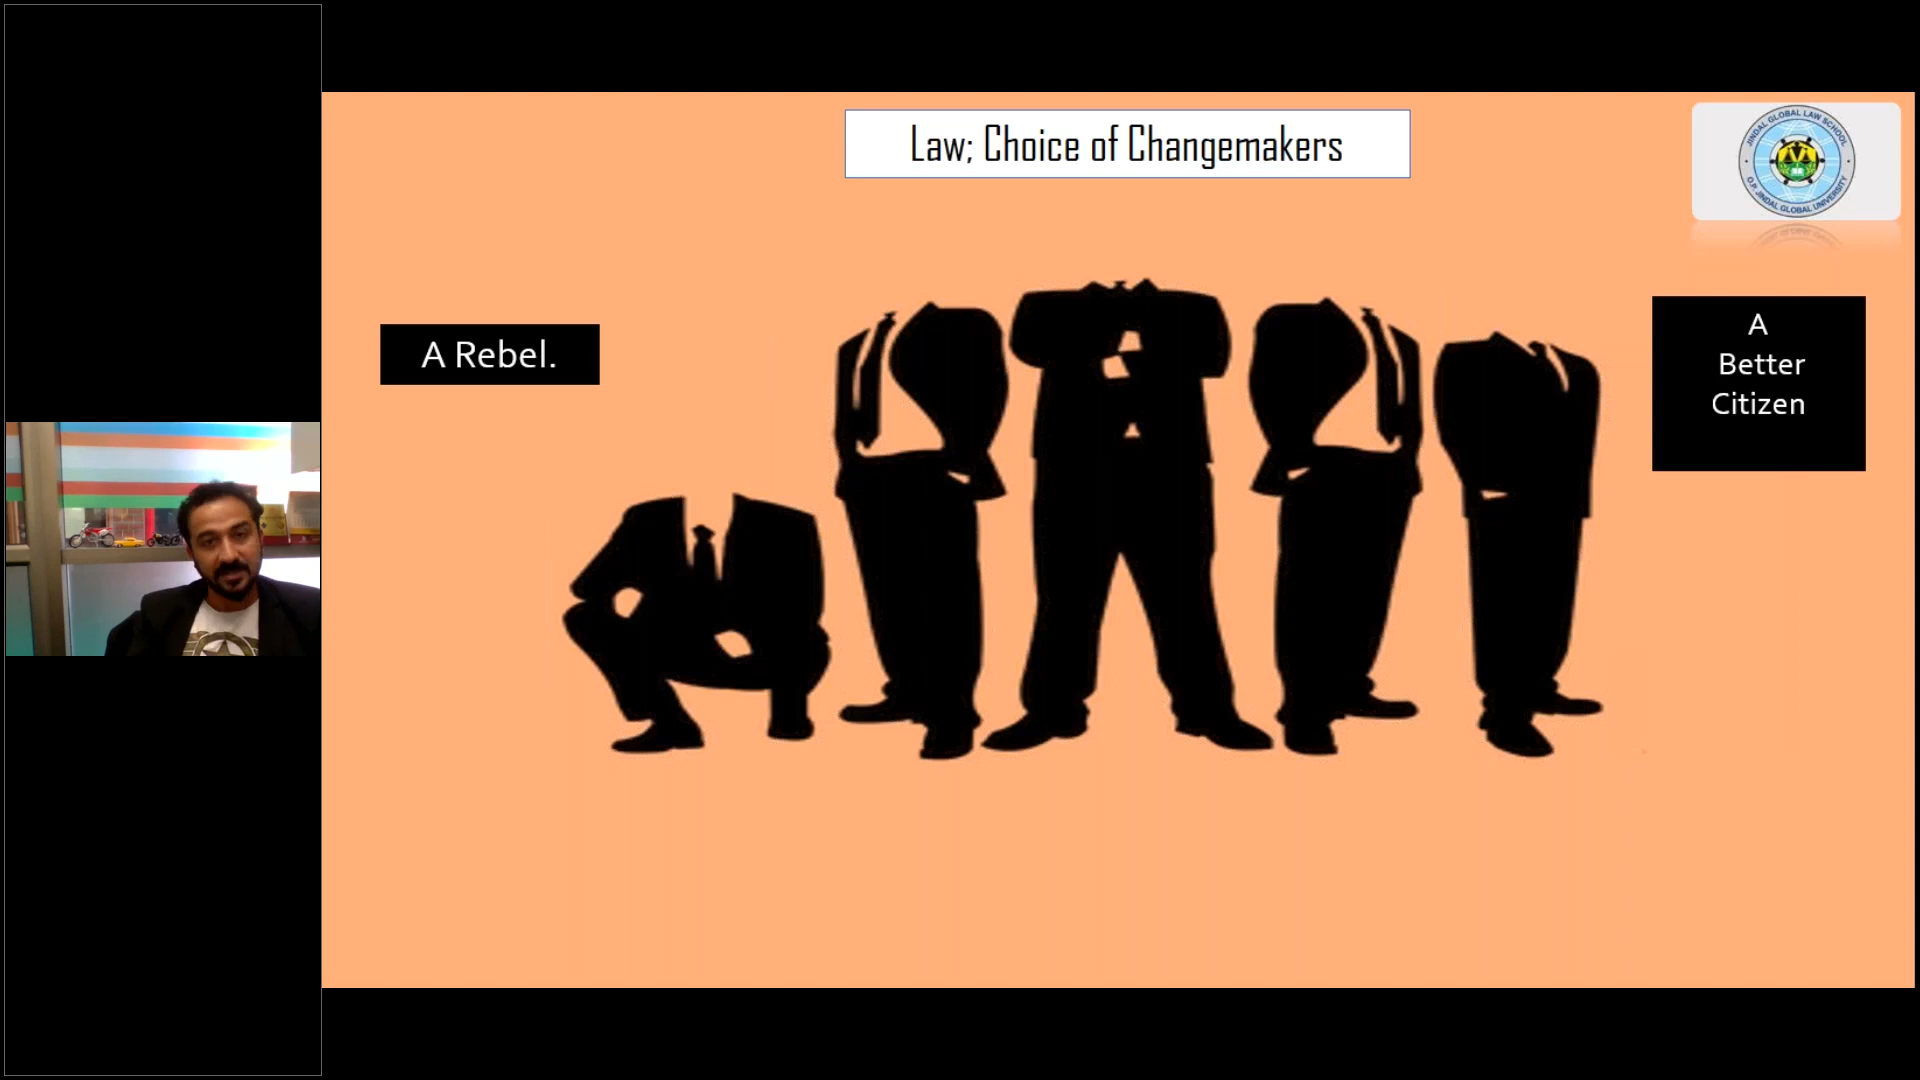 Law; Choice of Changemakers
JINDAL GLOBAL LAW SCHOOL
O.P. JINDAL GLOBAL UNIVERSITY
A Rebel.
A
Better
Citizen